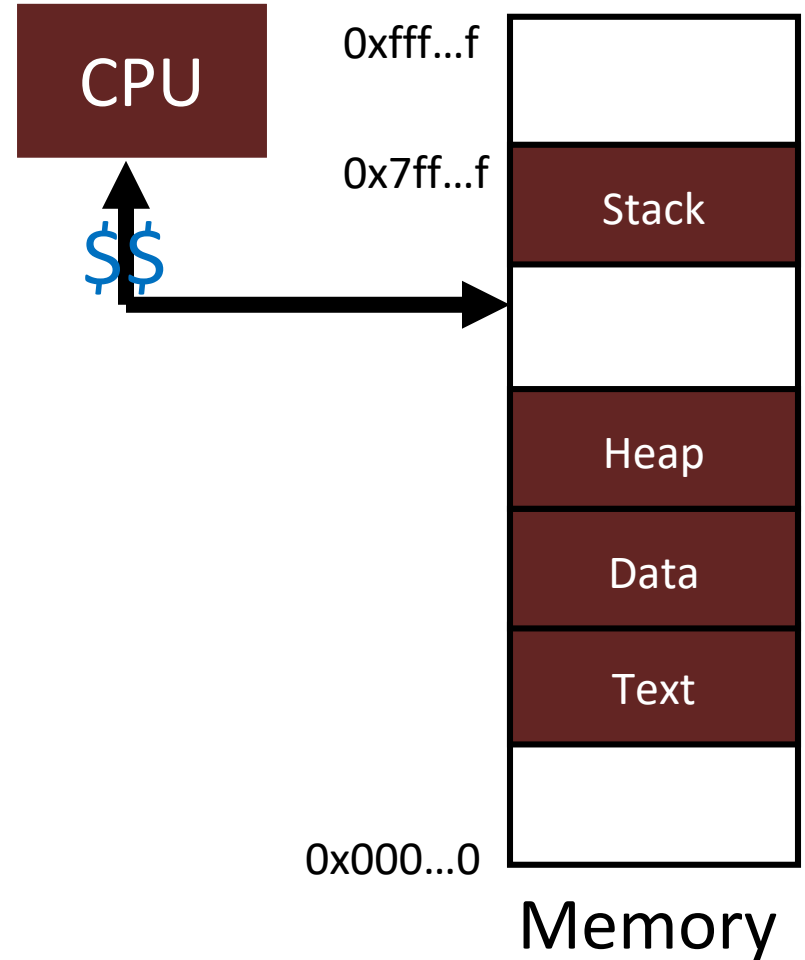 CPU
$$
0xfff…f
0x7ff…f
Stack
Heap
Data
Text
0x000…0
Memory